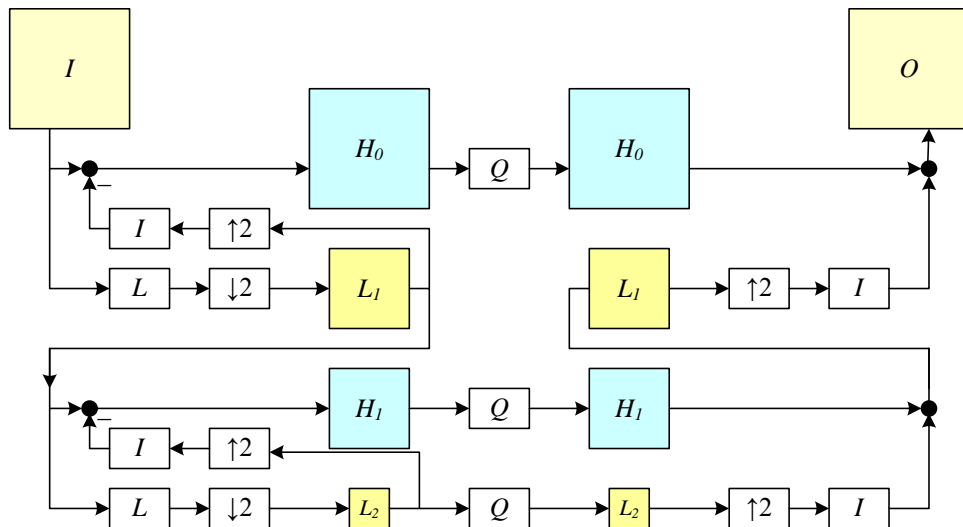 I O
H₀ Q H₀
–
I ↑2
L ↓2 L₁ L₁ ↑2 I
H₁ Q H₁
–
I ↑2
L ↓2 L₂ Q L₂ ↑2 I